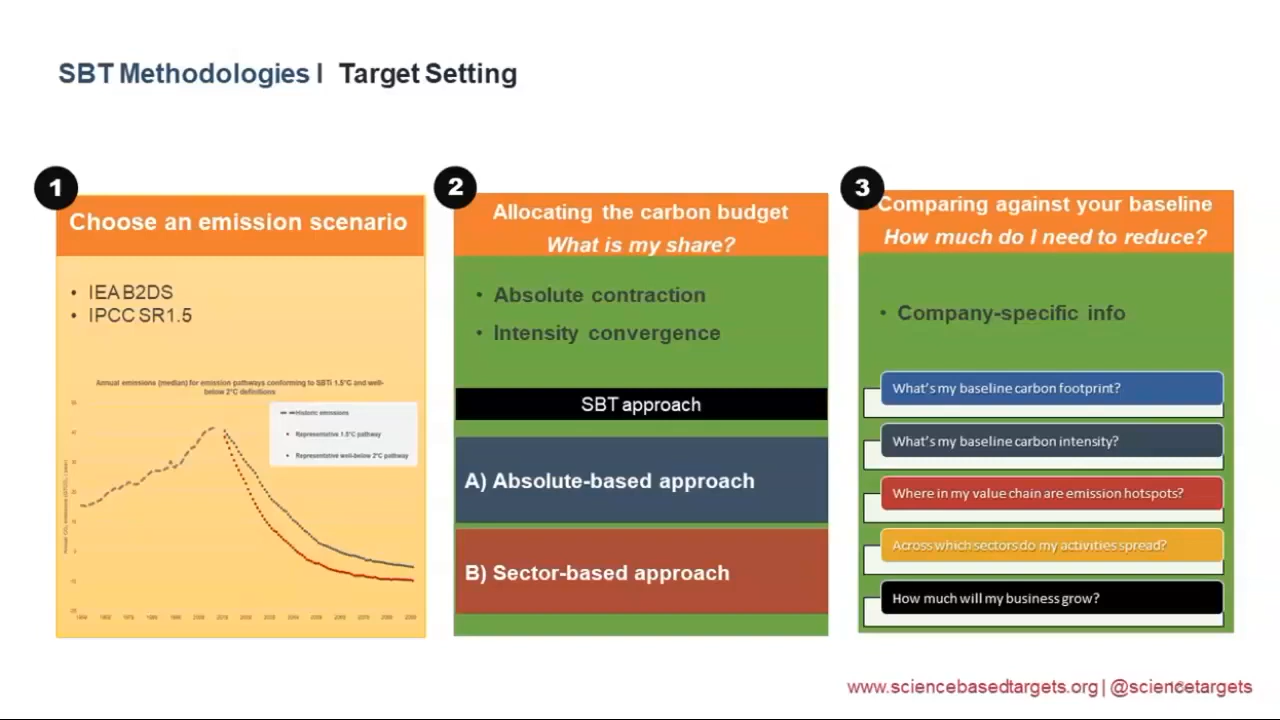 SBT Methodologies I Target Setting
1
Choose an emission scenario
• IEA B2DS
• IPCC SR1.5
Annual emissions (median) for emission pathways conforming to SBTi 1.5°C and well-
below 2°C definitions
Historic emissions
Representative 1.5°C pathway
Representative well-below 2°C pathway
2
Allocating the carbon budget
What is my share?
• Absolute contraction
• Intensity convergence
SBT approach
A) Absolute-based approach
B) Sector-based approach
3
Comparing against your baseline
How much do I need to reduce?
• Company-specific info
What's my baseline carbon footprint?
What's my baseline carbon intensity?
Where in my value chain are emission hotspots?
Across which sectors do my activities spread?
How much will my business grow?
www.sciencebasedtargets.org | @sciencetargets